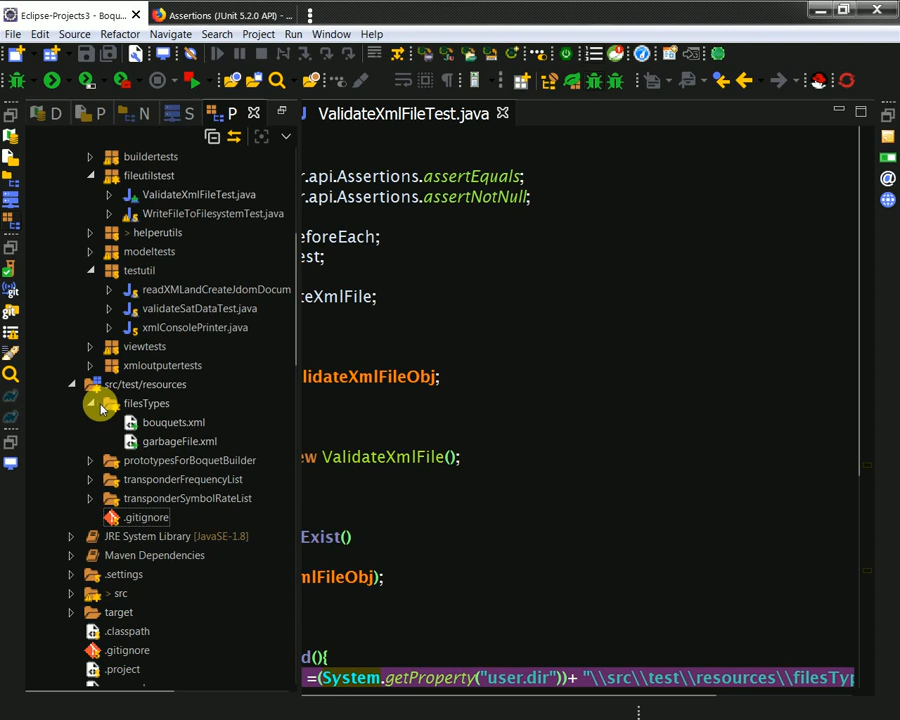 Eclipse-Projects3 - Boquet...
Assertions (JUnit 5.2.0 API) - ...
File Edit Source Refactor Navigate Search Project Run Window Help
D P N S P
ValidateXmlFileTest.java
buildertests
fileutilstest
ValidateXmlFileTest.java
WriteFileToFilesystemTest.java
> helperutils
modeltests
testutil
readXMLandCreateJdomDocum
validateSatDataTest.java
xmlConsolePrinter.java
viewtests
xmloutputertests
src/test/resources
filesTypes
bouquets.xml
garbageFile.xml
prototypesForBoquetBuilder
transponderFrequencyList
transponderSymbolRateList
.gitignore
JRE System Library [JavaSE-1.8]
Maven Dependencies
.settings
> src
target
.classpath
.gitignore
.project
r.api.Assertions.assertEquals;
r.api.Assertions.assertNotNull;
eforeEach;
est;
teXmlFile;
lidateXmlFileObj;
ew ValidateXmlFile();
Exist()
mlFileObj);
d(){
=(System.getProperty("user.dir"))+ "\\src\\test\\resources\\filesTyp